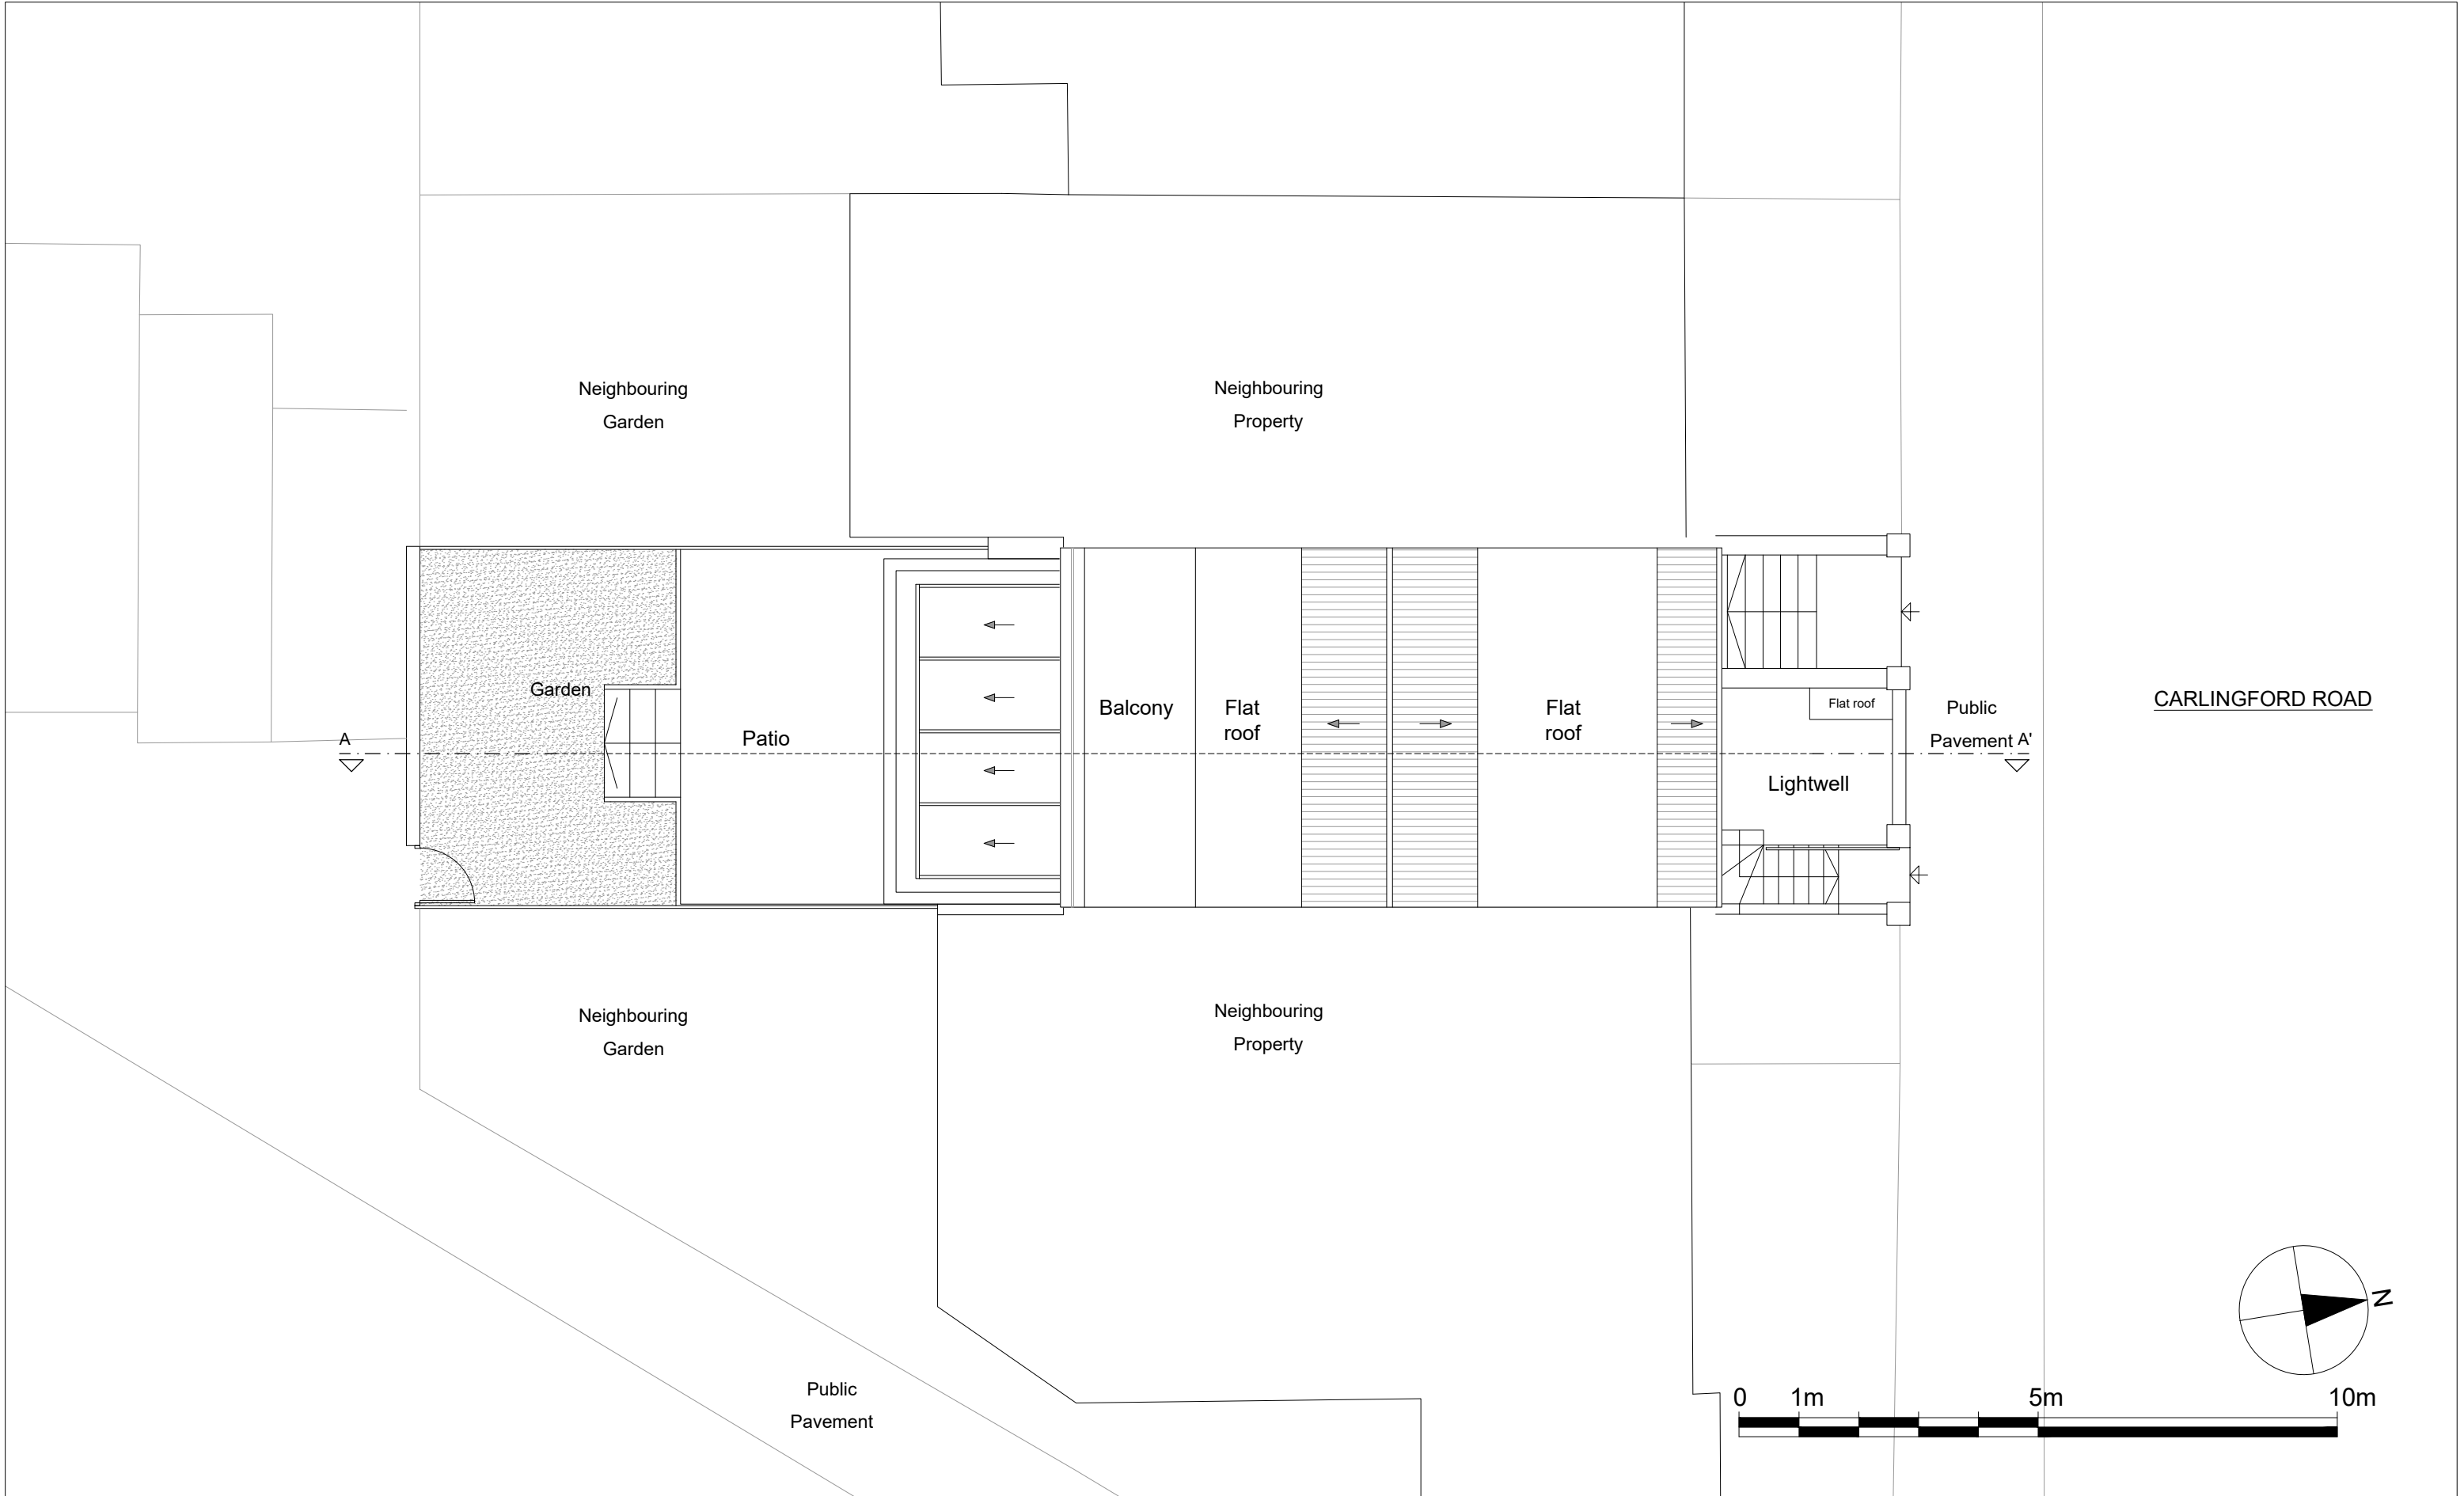 Neighbouring
Garden
Neighbouring
Property
Garden
Patio
Balcony
Flat
roof
Flat
roof
Flat roof
Public
Pavement
CARLINGFORD ROAD
A
A'
Lightwell
Neighbouring
Garden
Neighbouring
Property
Public
Pavement
N
0 1m 5m 10m